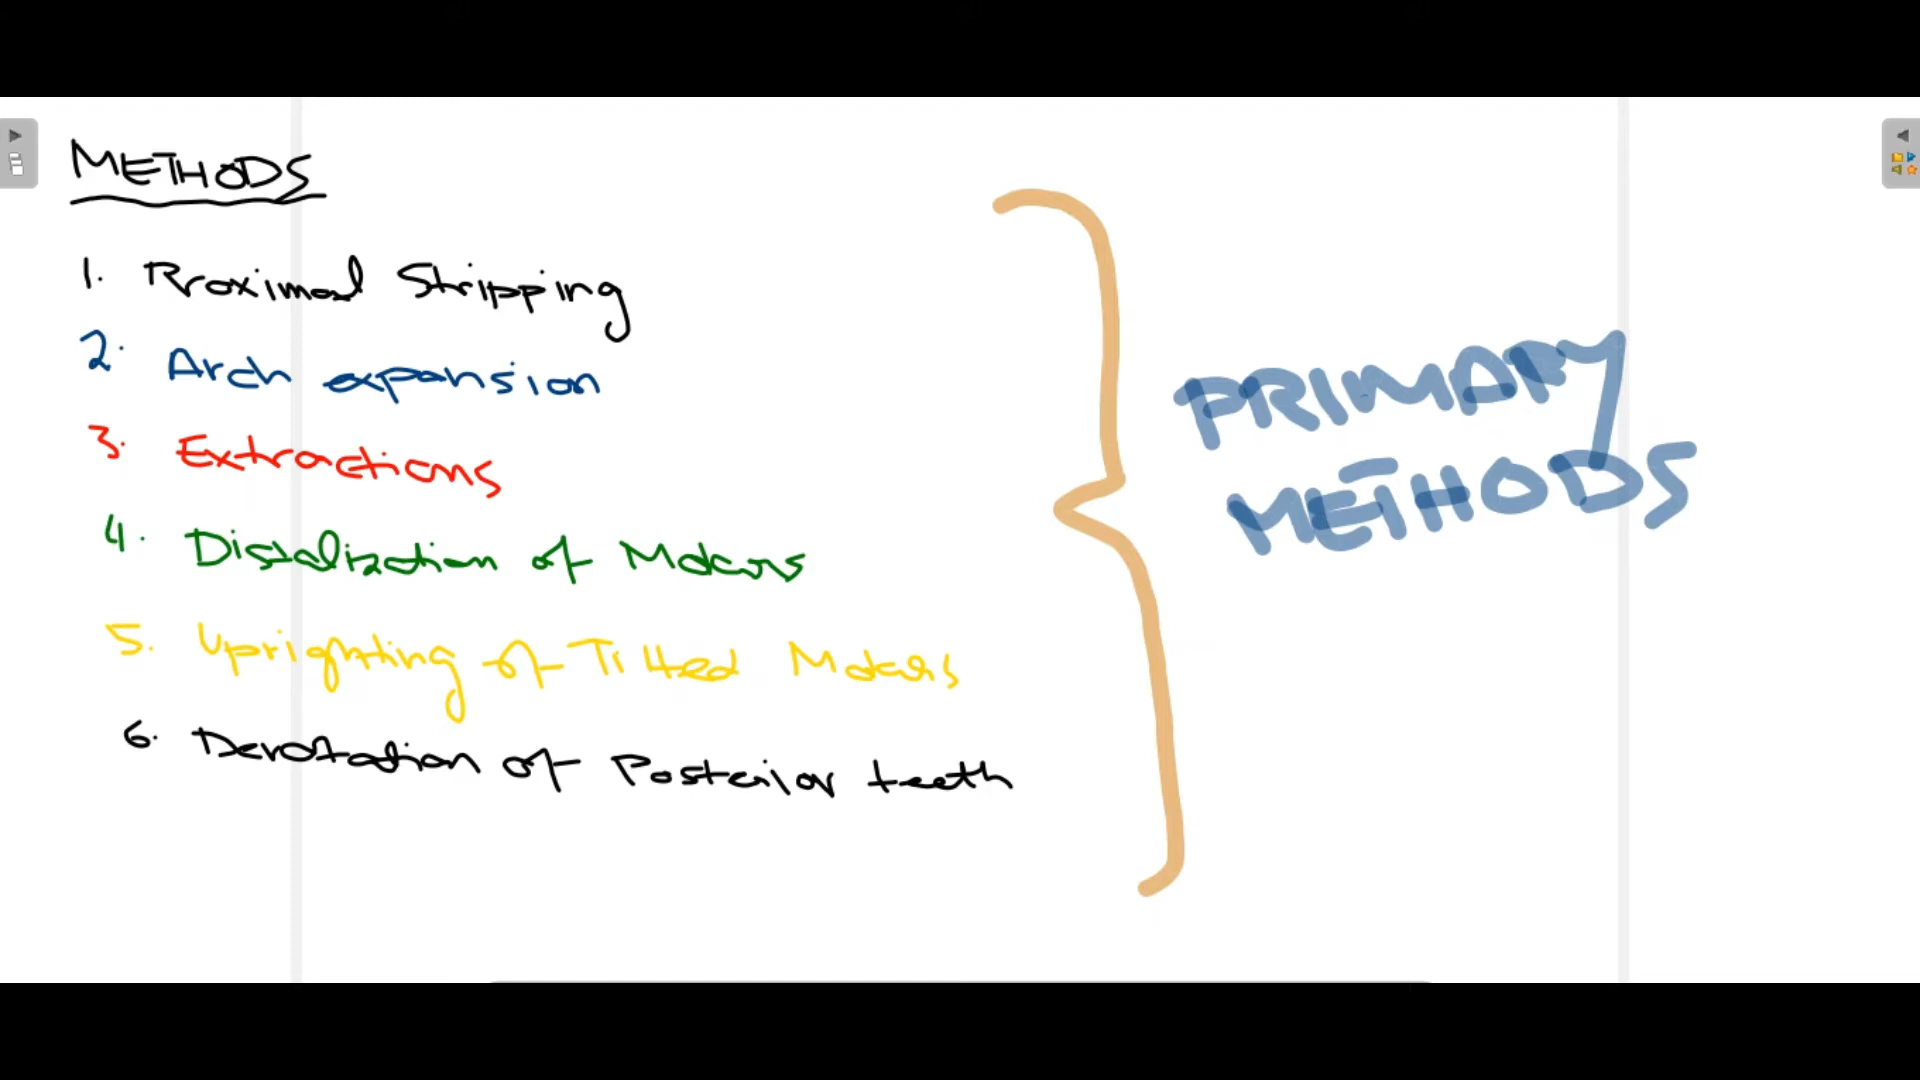 METHODS
1. Proximal Stripping
2. Arch expansion
3. Extractions
4. Distalization of Molars
5. Uprighting of Tilted Molars
6. Derotation of Posterior teeth
PRIMARY
METHODS